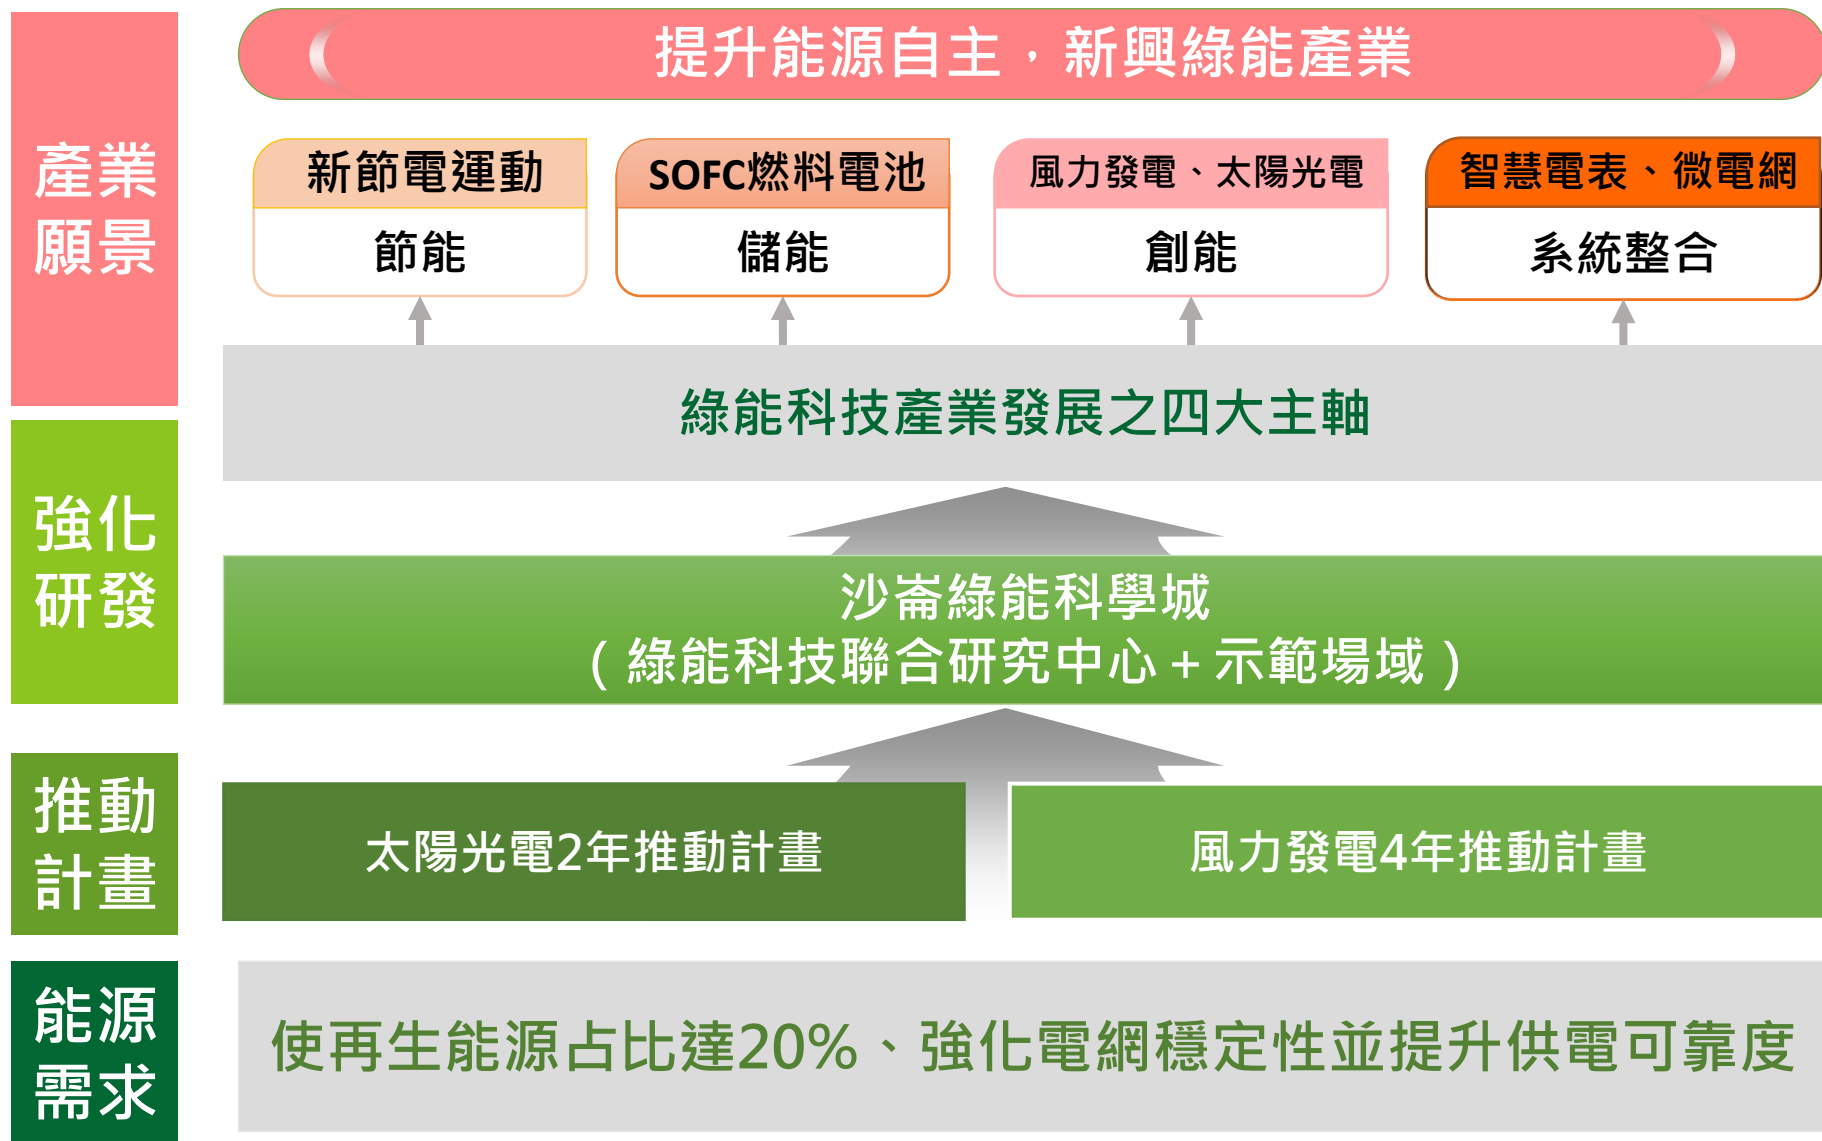 提升能源自主，新興綠能產業
產業
願景
新節電運動
節能
SOFC燃料電池
儲能
風力發電、太陽光電
創能
智慧電表、微電網
系統整合
綠能科技產業發展之四大主軸
強化
研發
沙崙綠能科學城
（綠能科技聯合研究中心+示範場域）
推動
計畫
太陽光電2年推動計畫
風力發電4年推動計畫
能源
需求
使再生能源占比達20%、強化電網穩定性並提升供電可靠度